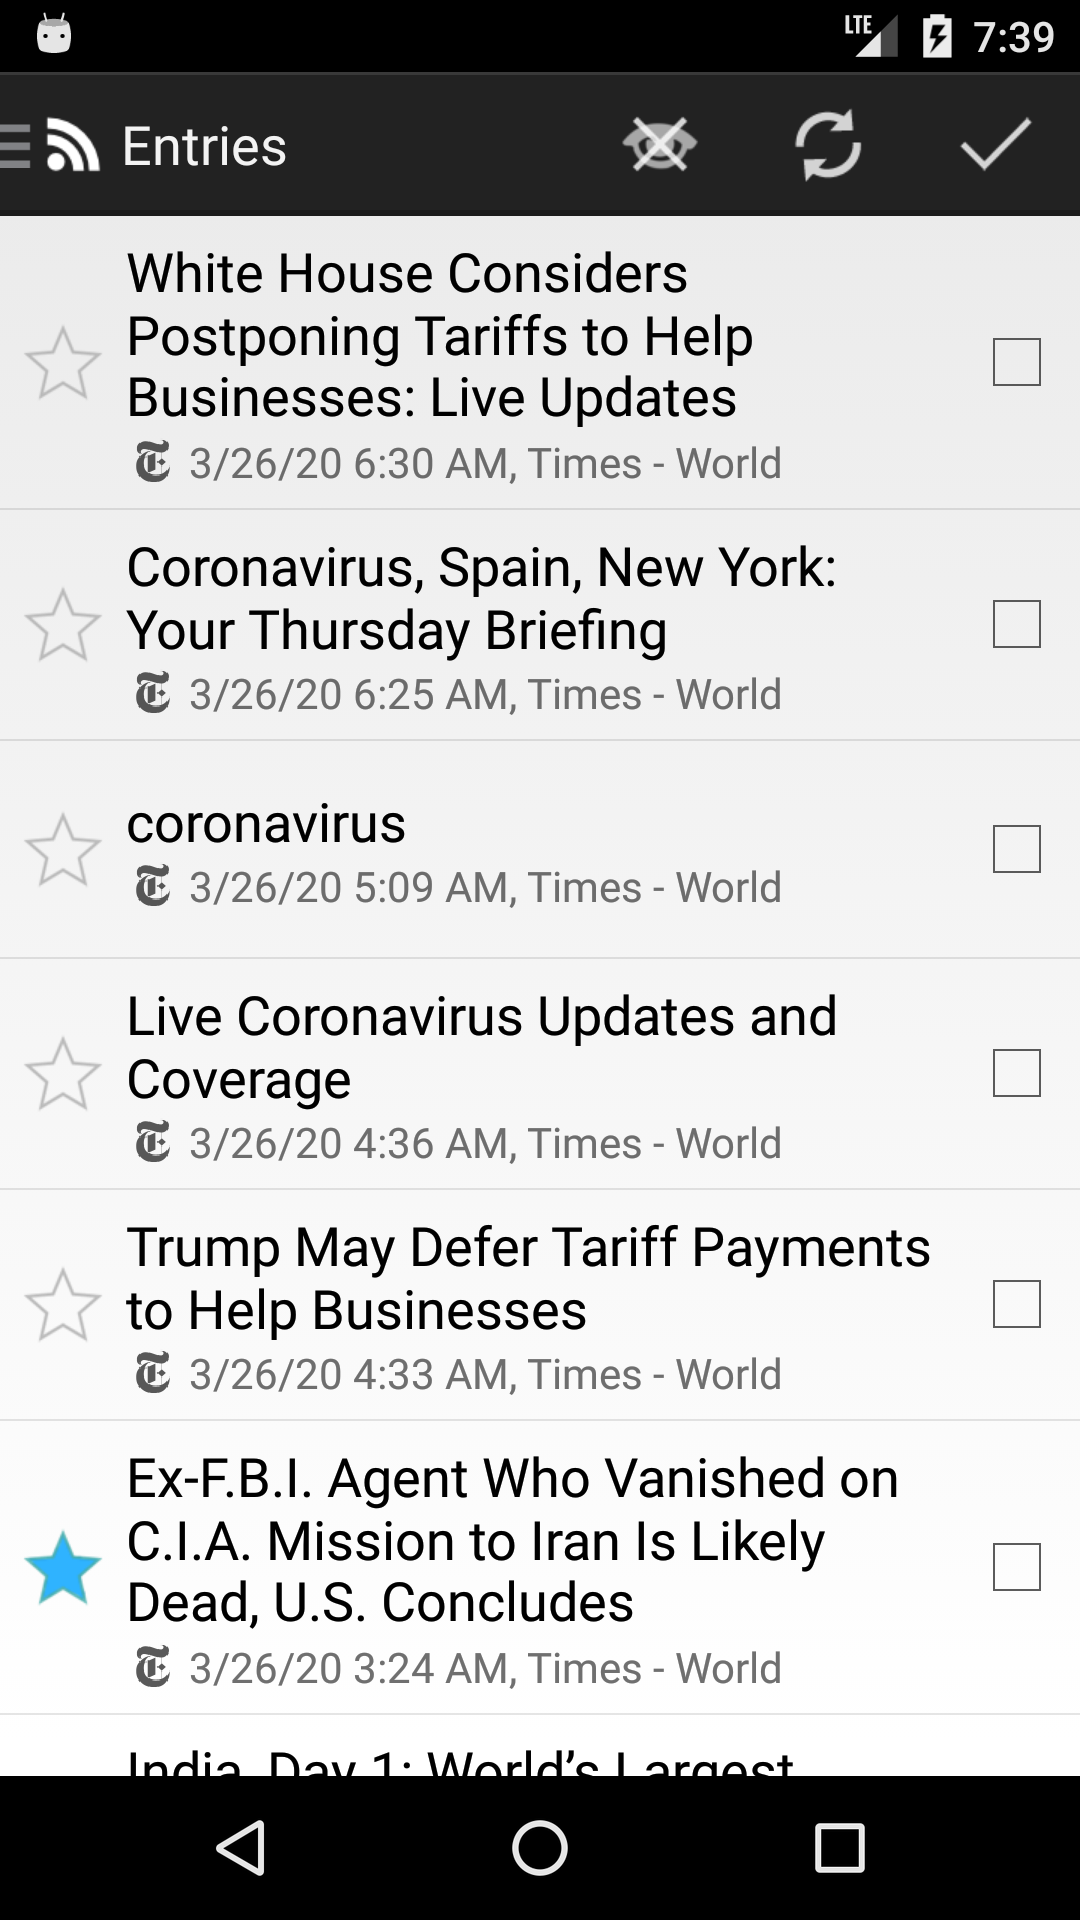 LTE 7:39
Entries
White House Considers
Postponing Tariffs to Help
Businesses: Live Updates
3/26/20 6:30 AM, Times - World
Coronavirus, Spain, New York:
Your Thursday Briefing
3/26/20 6:25 AM, Times - World
coronavirus
3/26/20 5:09 AM, Times - World
Live Coronavirus Updates and
Coverage
3/26/20 4:36 AM, Times - World
Trump May Defer Tariff Payments
to Help Businesses
3/26/20 4:33 AM, Times - World
Ex-F.B.I. Agent Who Vanished on
C.I.A. Mission to Iran Is Likely
Dead, U.S. Concludes
3/26/20 3:24 AM, Times - World
India, Day 1: World’s Largest